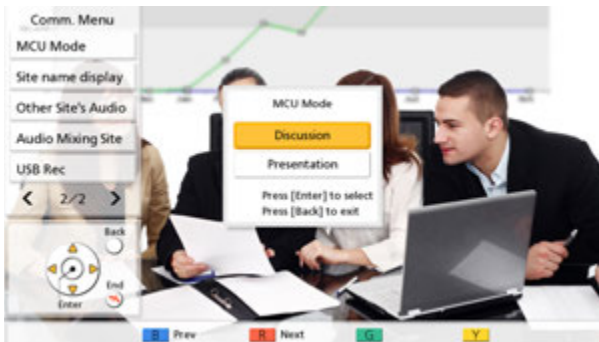 Comm. Menu
MCU Mode
Site name display
Other Site's Audio
Audio Mixing Site
USB Rec
2/2
Back
End
Enter
MCU Mode
Discussion
Presentation
Press [Enter] to select
Press [Back] to exit
B Prev R Next G Y